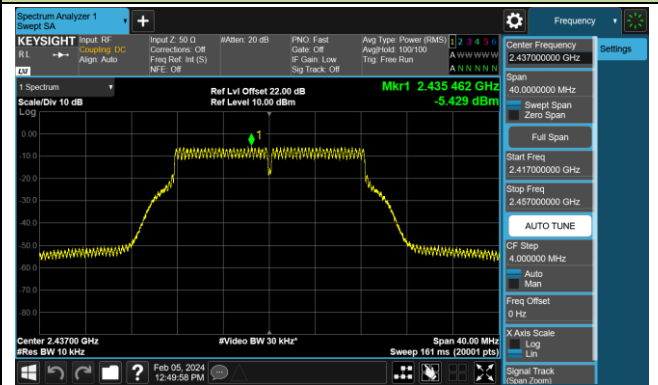 Spectrum Analyzer 1
Swept SA
+
Frequency
KEYSIGHT
Input: RF
Coupling: DC
Align: Auto
Input Z: 50 Ω
Corrections: Off
Freq Ref: Int (S)
NFE: Off
#Atten: 20 dB
PNO: Fast
Gate: Off
IF Gain: Low
Sig Track: Off
Avg Type: Power (RMS)
Avg|Hold: 100/100
Trig: Free Run
1 2 3 4 5 6
A W W W W W
A N N N N N
RL
LXI
1 Spectrum
Scale/Div 10 dB
Log
Ref Lvl Offset 22.00 dB
Ref Level 10.00 dBm
Mkr1 2.435 462 GHz
-5.429 dBm
1
0.00
-10.0
-20.0
-30.0
-40.0
-50.0
-60.0
-70.0
-80.0
Center 2.43700 GHz
#Res BW 10 kHz
#Video BW 30 kHz*
Span 40.00 MHz
Sweep 161 ms (20001 pts)
Center Frequency
2.437000000 GHz
Settings
Span
40.0000000 MHz
Swept Span
Zero Span
Full Span
Start Freq
2.417000000 GHz
Stop Freq
2.457000000 GHz
AUTO TUNE
CF Step
4.000000 MHz
Auto
Man
Freq Offset
0 Hz
X Axis Scale
Log
Lin
Signal Track
(Span Zoom)
?
Feb 05, 2024
12:49:58 PM